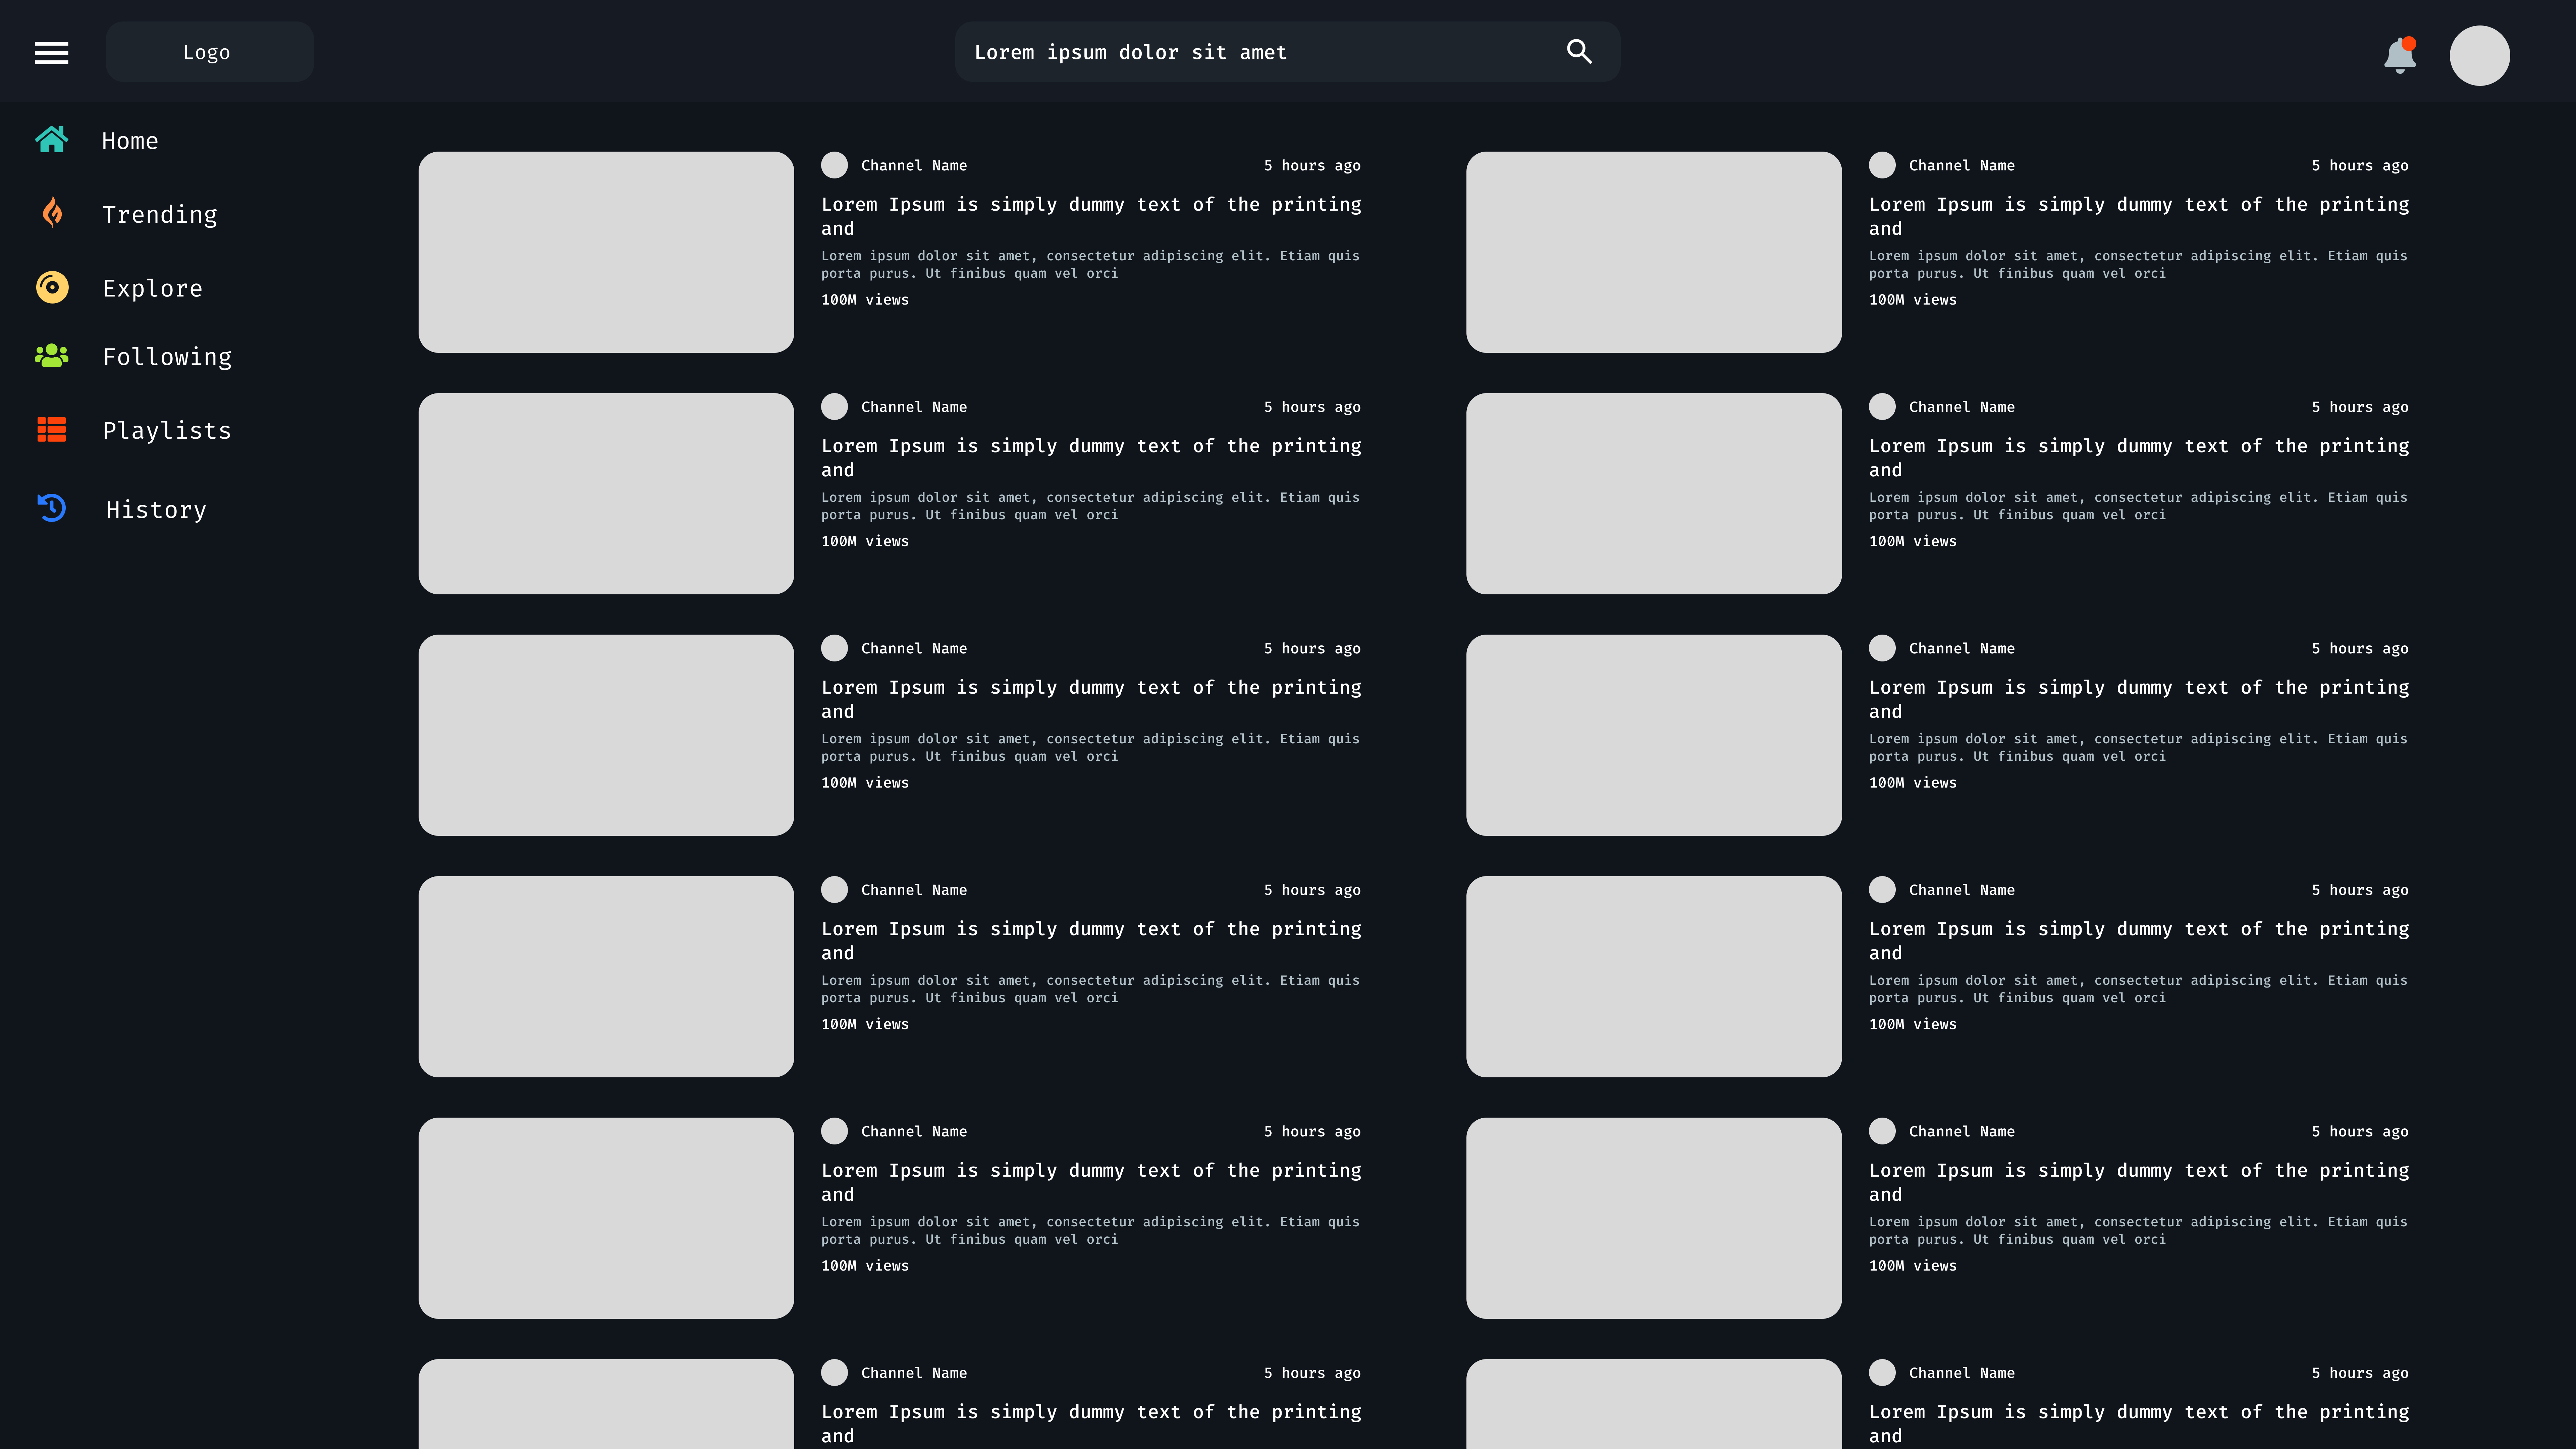 Logo
Lorem ipsum dolor sit amet
Home
Trending
Explore
Following
Playlists
History
Channel Name
5 hours ago
Lorem Ipsum is simply dummy text of the printing
and
Lorem ipsum dolor sit amet, consectetur adipiscing elit. Etiam quis
porta purus. Ut finibus quam vel orci
100M views
Channel Name
5 hours ago
Lorem Ipsum is simply dummy text of the printing
and
Lorem ipsum dolor sit amet, consectetur adipiscing elit. Etiam quis
porta purus. Ut finibus quam vel orci
100M views
Channel Name
5 hours ago
Lorem Ipsum is simply dummy text of the printing
and
Lorem ipsum dolor sit amet, consectetur adipiscing elit. Etiam quis
porta purus. Ut finibus quam vel orci
100M views
Channel Name
5 hours ago
Lorem Ipsum is simply dummy text of the printing
and
Lorem ipsum dolor sit amet, consectetur adipiscing elit. Etiam quis
porta purus. Ut finibus quam vel orci
100M views
Channel Name
5 hours ago
Lorem Ipsum is simply dummy text of the printing
and
Lorem ipsum dolor sit amet, consectetur adipiscing elit. Etiam quis
porta purus. Ut finibus quam vel orci
100M views
Channel Name
5 hours ago
Lorem Ipsum is simply dummy text of the printing
and
Lorem ipsum dolor sit amet, consectetur adipiscing elit. Etiam quis
porta purus. Ut finibus quam vel orci
100M views
Channel Name
5 hours ago
Lorem Ipsum is simply dummy text of the printing
and
Lorem ipsum dolor sit amet, consectetur adipiscing elit. Etiam quis
porta purus. Ut finibus quam vel orci
100M views
Channel Name
5 hours ago
Lorem Ipsum is simply dummy text of the printing
and
Lorem ipsum dolor sit amet, consectetur adipiscing elit. Etiam quis
porta purus. Ut finibus quam vel orci
100M views
Channel Name
5 hours ago
Lorem Ipsum is simply dummy text of the printing
and
Lorem ipsum dolor sit amet, consectetur adipiscing elit. Etiam quis
porta purus. Ut finibus quam vel orci
100M views
Channel Name
5 hours ago
Lorem Ipsum is simply dummy text of the printing
and
Lorem ipsum dolor sit amet, consectetur adipiscing elit. Etiam quis
porta purus. Ut finibus quam vel orci
100M views
Channel Name
5 hours ago
Lorem Ipsum is simply dummy text of the printing
and
Channel Name
5 hours ago
Lorem Ipsum is simply dummy text of the printing
and